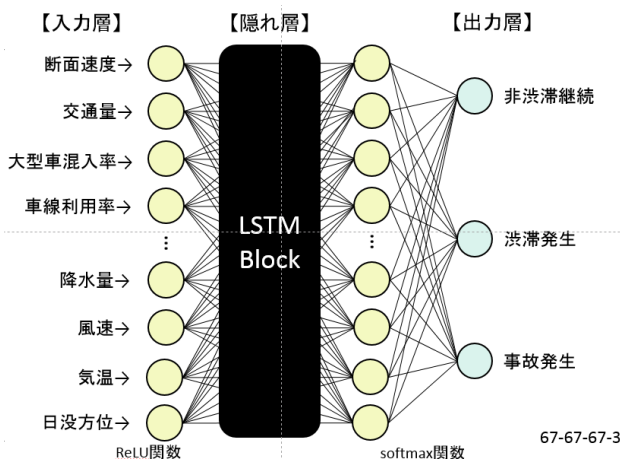 【入力層】
【隠れ層】
【出力層】
断面速度→
交通量→
大型車混入率→
車線利用率→
⋮
降水量→
風速→
気温→
日没方位→
LSTM
Block
⋮
非渋滞継続
渋滞発生
事故発生
ReLU関数
softmax関数
67-67-67-3